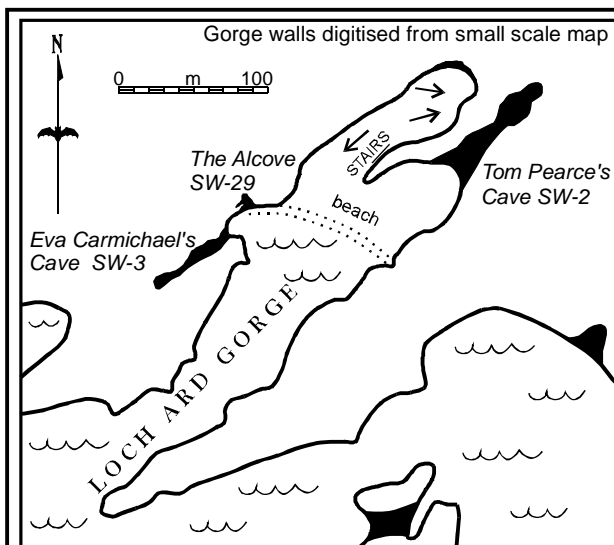 Gorge walls digitised from small scale map
N
0 m 100
The Alcove
SW-29
STAIRS
Tom Pearce's
Cave SW-2
beach
Eva Carmichael's
Cave SW-3
LOCH ARD GORGE